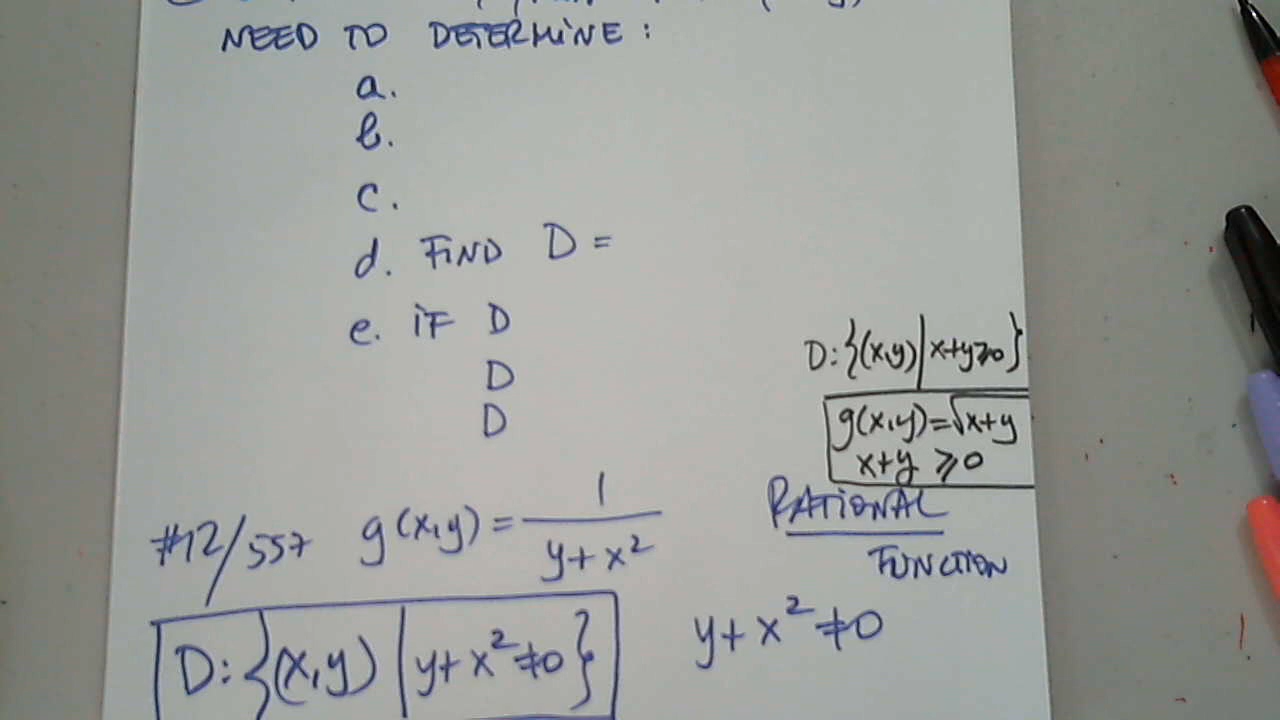 NEED TO DETERMINE:
a.
b.
c.
d. FIND D =
e. IF D
D
D
D: {(x,y) | x+y≥0}
g(x,y)=√x+y
x+y ≥0
RATIONAL
FUNCTION
#12/557 g(x,y) = 1/(y+x²)
D: {(x,y) | y+x²≠0} y+x²≠0